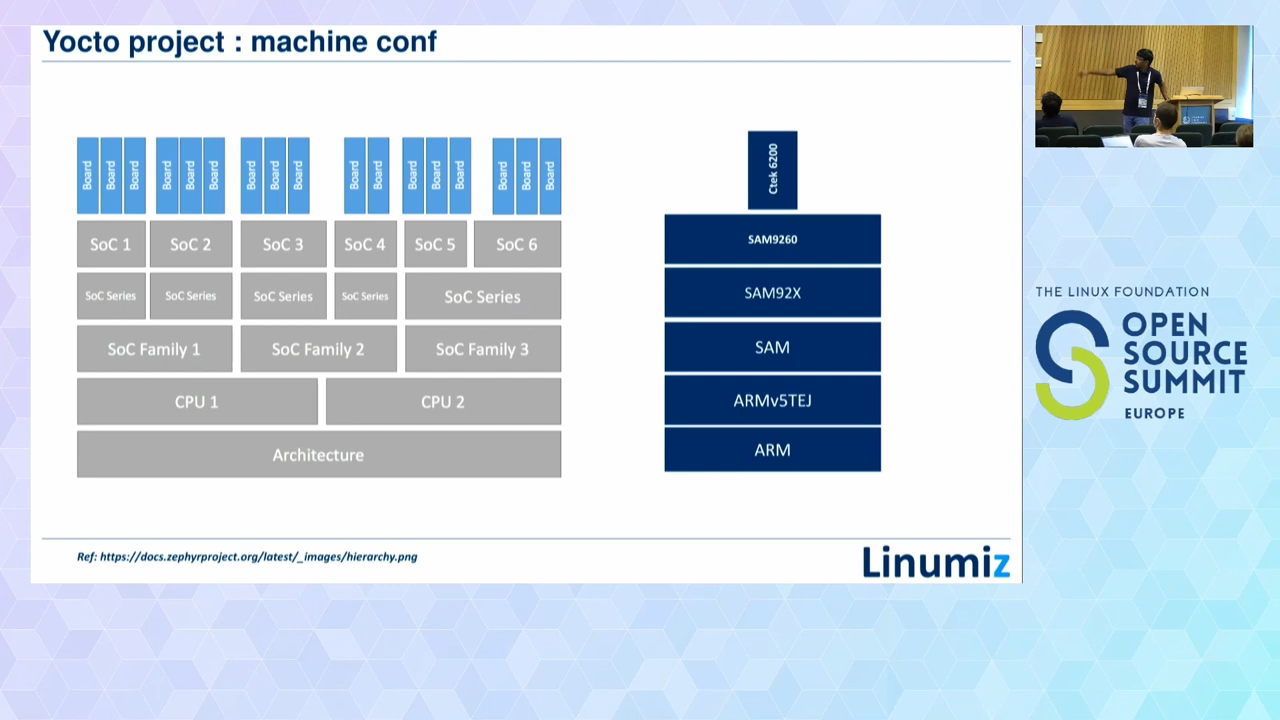 Yocto project : machine conf
Board Board Board Board Board Board Board Board Board Board Board Board Board Board Board Board Board
SoC 1 SoC 2 SoC 3 SoC 4 SoC 5 SoC 6
SoC Series SoC Series SoC Series SoC Series SoC Series
SoC Family 1 SoC Family 2 SoC Family 3
CPU 1 CPU 2
Architecture
Ctek 6200
SAM9260
SAM92X
SAM
ARMv5TEJ
ARM
Ref: https://docs.zephyrproject.org/latest/_images/hierarchy.png
Linumiz
THE LINUX FOUNDATION
OPEN
SOURCE
SUMMIT
EUROPE